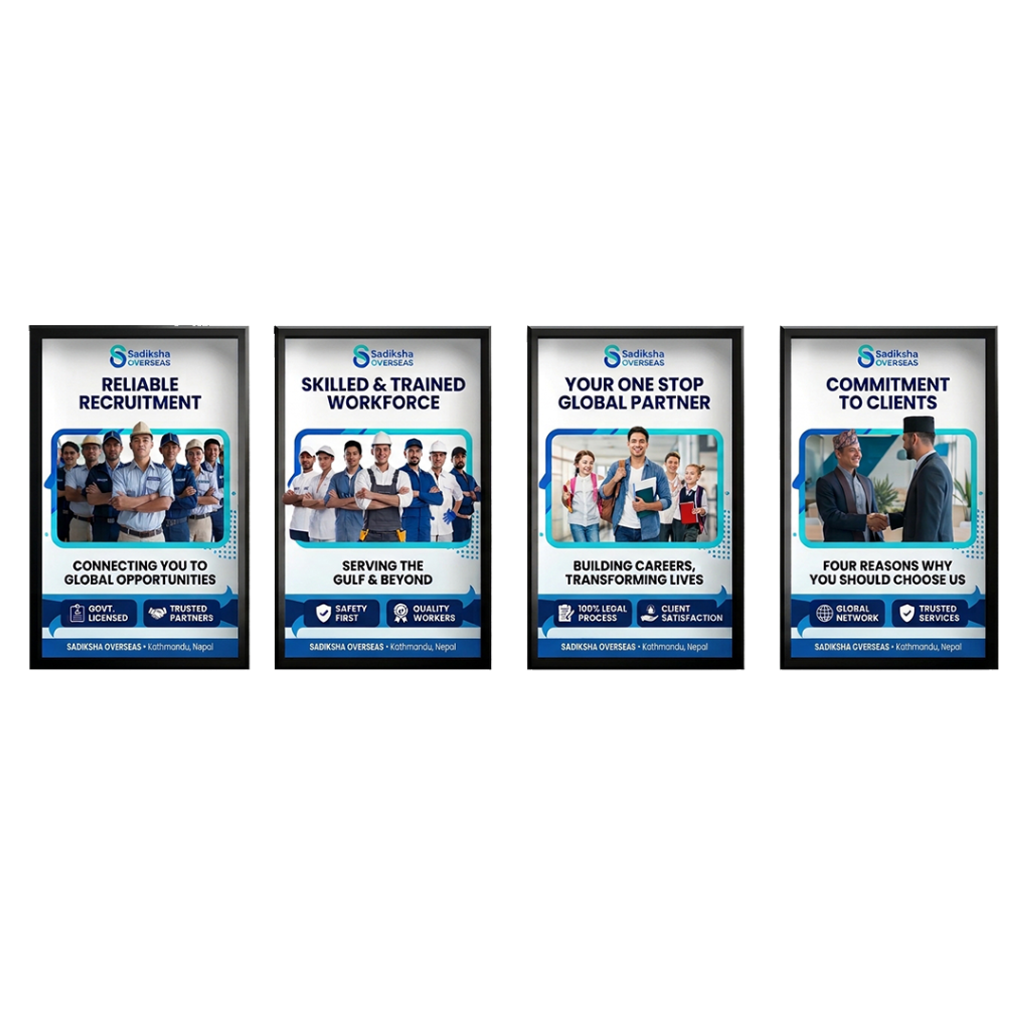 Sadiksha
OVERSEAS
RELIABLE
RECRUITMENT
CONNECTING YOU TO
GLOBAL OPPORTUNITIES
GOVT.
LICENSED
TRUSTED
PARTNERS
SADIKSHA OVERSEAS • Kathmandu, Nepal
Sadiksha
OVERSEAS
SKILLED & TRAINED
WORKFORCE
SERVING THE
GULF & BEYOND
SAFETY
FIRST
QUALITY
WORKERS
SADIKSHA OVERSEAS • Kathmandu, Nepal
Sadiksha
OVERSEAS
YOUR ONE STOP
GLOBAL PARTNER
BUILDING CAREERS,
TRANSFORMING LIVES
100% LEGAL
PROCESS
CLIENT
SATISFACTION
SADIKSHA OVERSEAS • Kathmandu, Nepal
Sadiksha
OVERSEAS
COMMITMENT
TO CLIENTS
FOUR REASONS WHY
YOU SHOULD CHOOSE US
GLOBAL
NETWORK
TRUSTED
SERVICES
SADIKSHA OVERSEAS • Kathmandu, Nepal